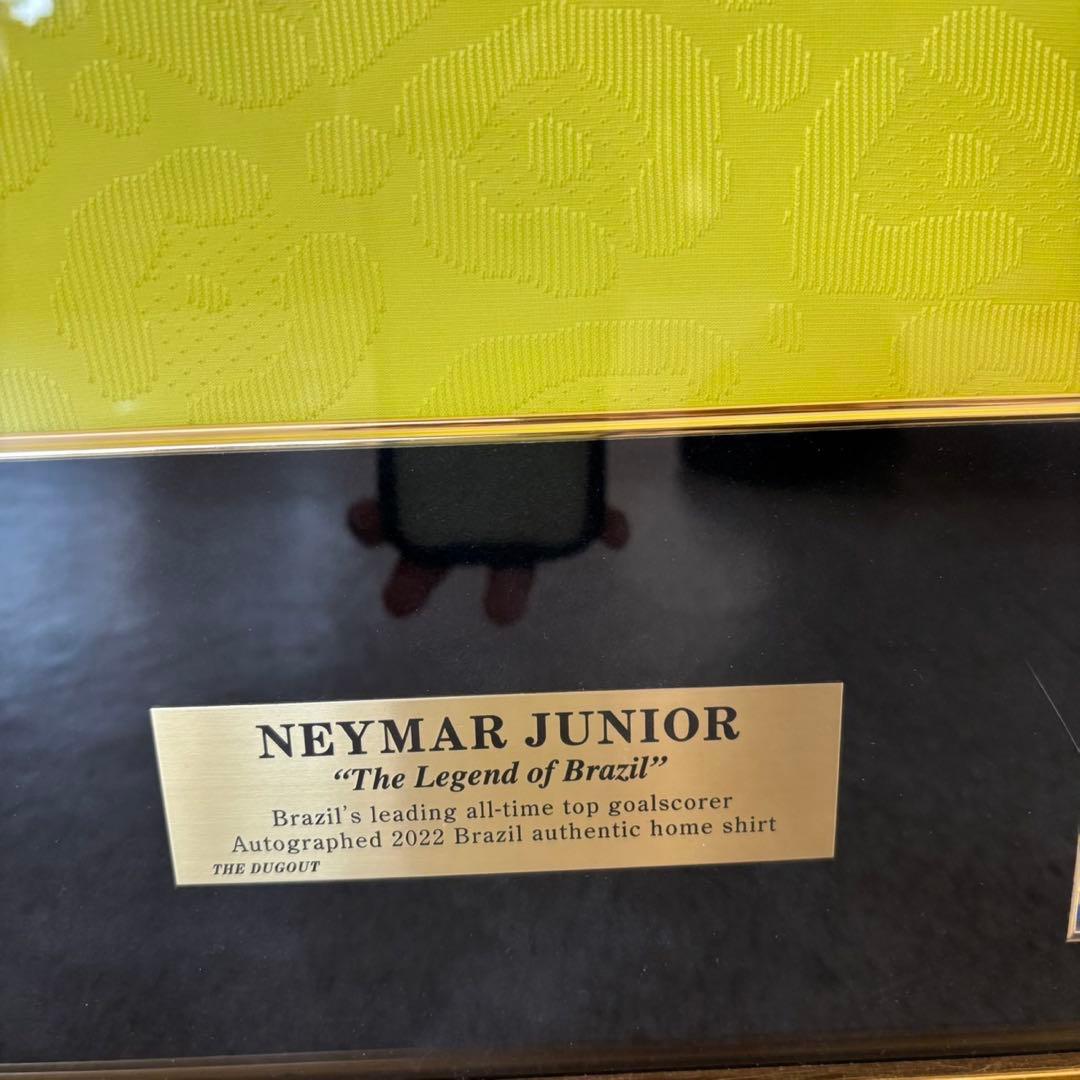 NEYMAR JUNIOR
“The Legend of Brazil”
Brazil's leading all-time top goalscorer
Autographed 2022 Brazil authentic home shirt
THE DUGOUT